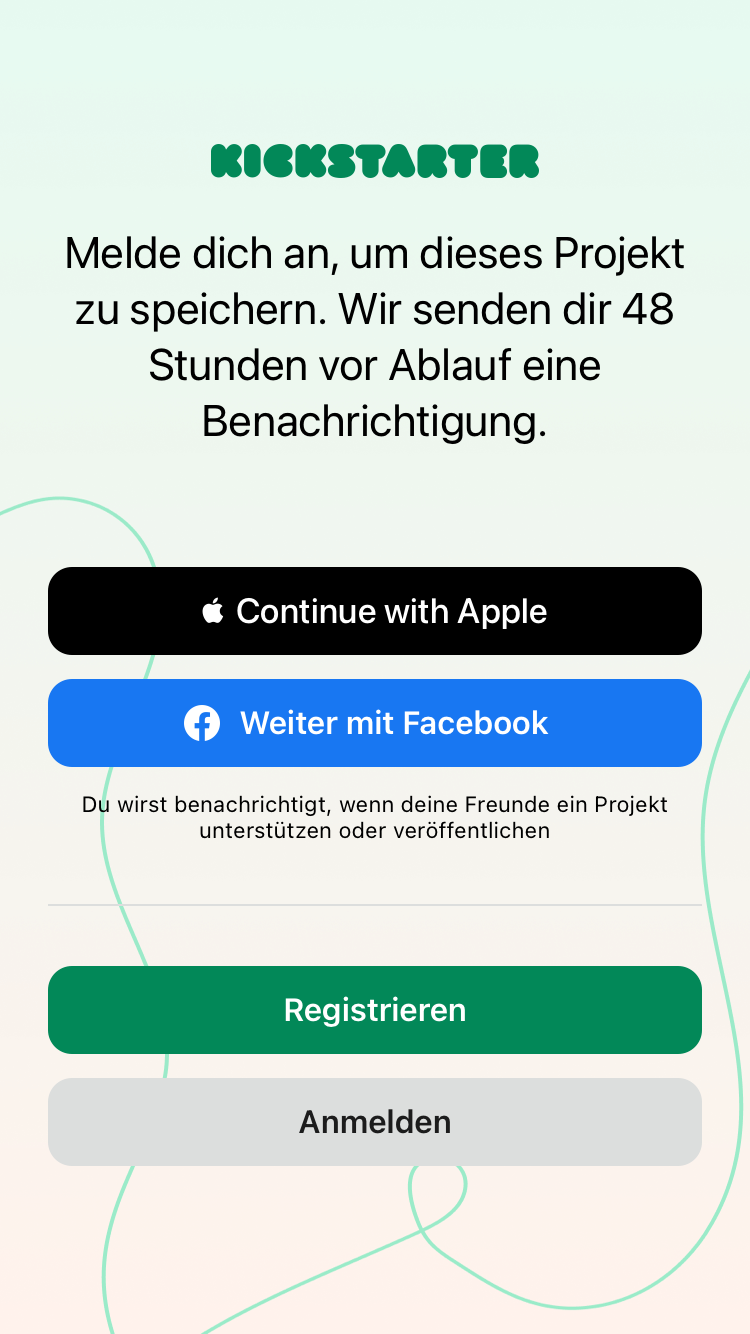 KICKSTARTER
Melde dich an, um dieses Projekt
zu speichern. Wir senden dir 48
Stunden vor Ablauf eine
Benachrichtigung.
Continue with Apple
Weiter mit Facebook
Du wirst benachrichtigt, wenn deine Freunde ein Projekt
unterstützen oder veröffentlichen
Registrieren
Anmelden